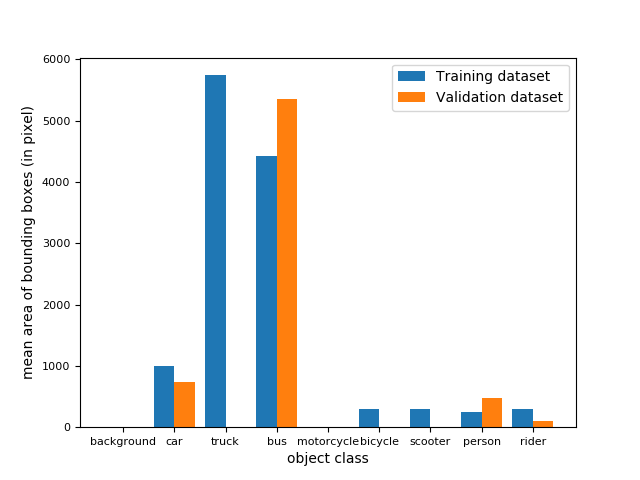 6000
5000
4000
3000
2000
1000
0
mean area of bounding boxes (in pixel)
Training dataset
Validation dataset
background car truck bus motorcycle bicycle scooter person rider
object class